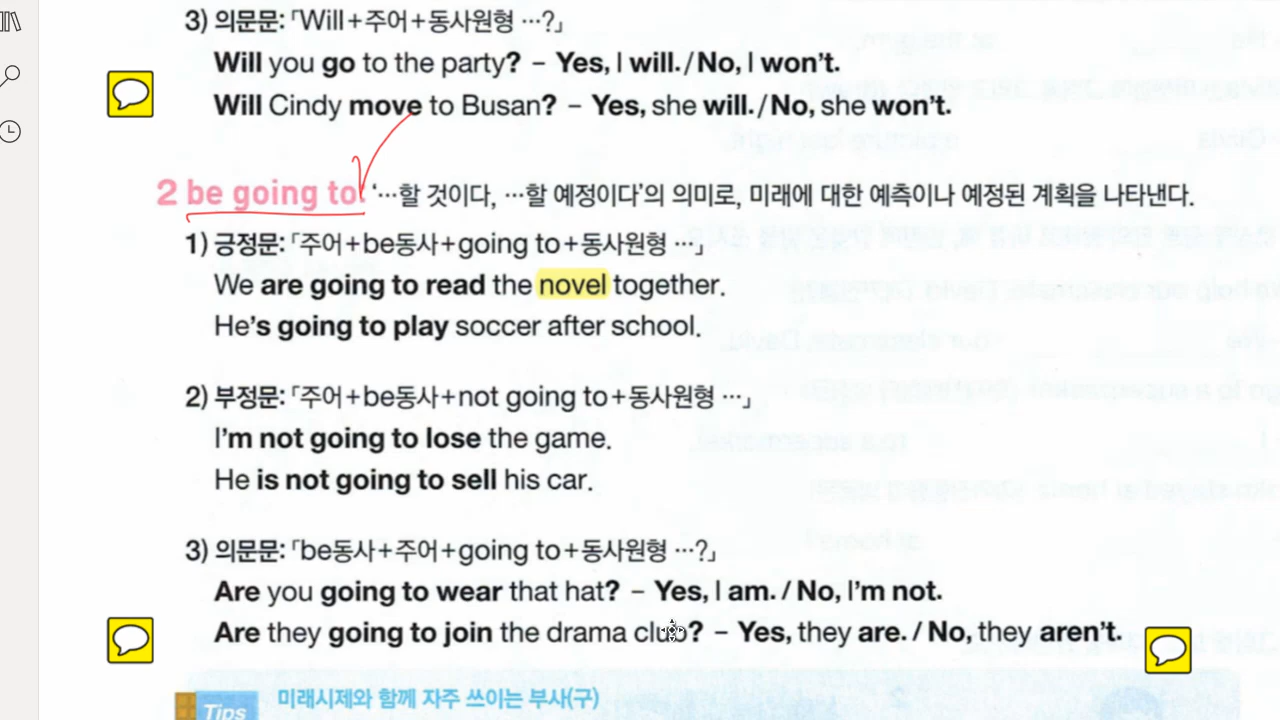 3) 의문문: 「Will+주어+동사원형 …?」
Will you go to the party? – Yes, I will. / No, I won't.
Will Cindy move to Busan? – Yes, she will. / No, she won't.
2 be going to '…할 것이다, …할 예정이다'의 의미로, 미래에 대한 예측이나 예정된 계획을 나타낸다.
1) 긍정문: 「주어+be동사+going to+동사원형 …」
We are going to read the novel together.
He's going to play soccer after school.
2) 부정문: 「주어+be동사+not going to+동사원형 …」
I'm not going to lose the game.
He is not going to sell his car.
3) 의문문: 「be동사+주어+going to+동사원형 …?」
Are you going to wear that hat? – Yes, I am. / No, I'm not.
Are they going to join the drama club? – Yes, they are. / No, they aren't.
Tips 미래시제와 함께 자주 쓰이는 부사(구)